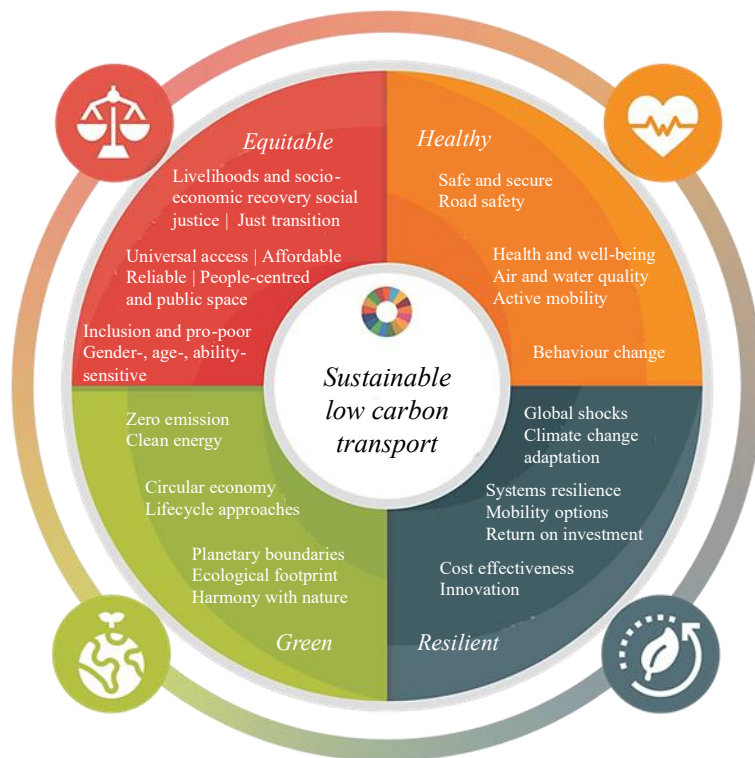 Equitable
Livelihoods and socio-
economic recovery social
justice | Just transition
Universal access | Affordable
Reliable | People-centred
and public space
Inclusion and pro-poor
Gender-, age-, ability-
sensitive
Healthy
Safe and secure
Road safety
Health and well-being
Air and water quality
Active mobility
Behaviour change
Sustainable
low carbon
transport
Zero emission
Clean energy
Circular economy
Lifecycle approaches
Planetary boundaries
Ecological footprint
Harmony with nature
Green
Global shocks
Climate change
adaptation
Systems resilience
Mobility options
Return on investment
Cost effectiveness
Innovation
Resilient